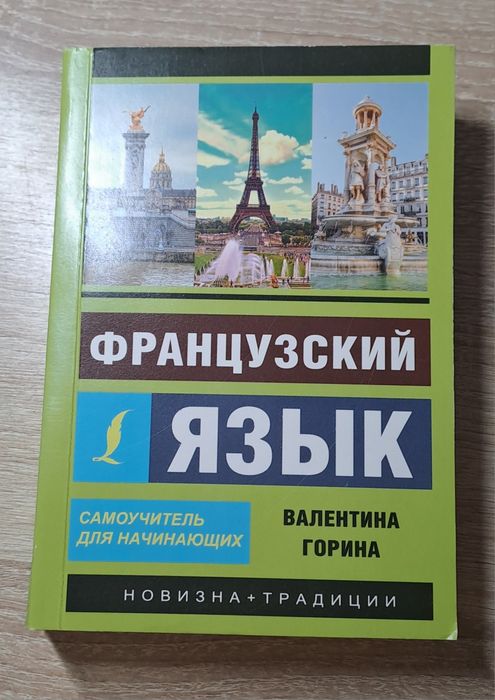 ФРАНЦУЗСКИЙ
ЯЗЫК
САМОУЧИТЕЛЬ
ДЛЯ НАЧИНАЮЩИХ
ВАЛЕНТИНА
ГОРИНА
НОВИЗНА + ТРАДИЦИИ